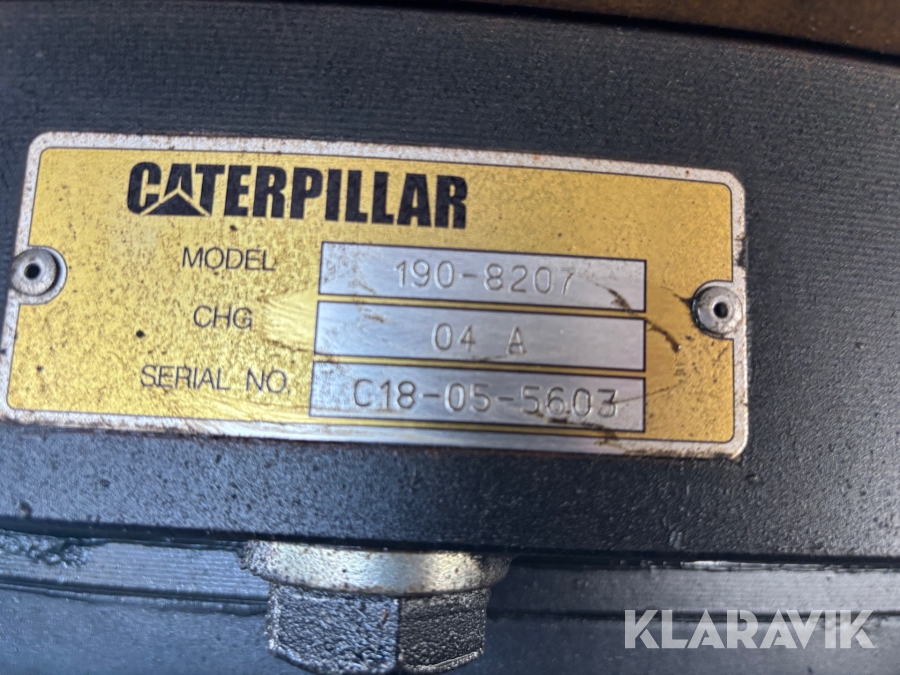 CATERPILLAR
MODEL 190-8207
CHG 04 A
SERIAL NO. C18-05-5603
KLARAVIK